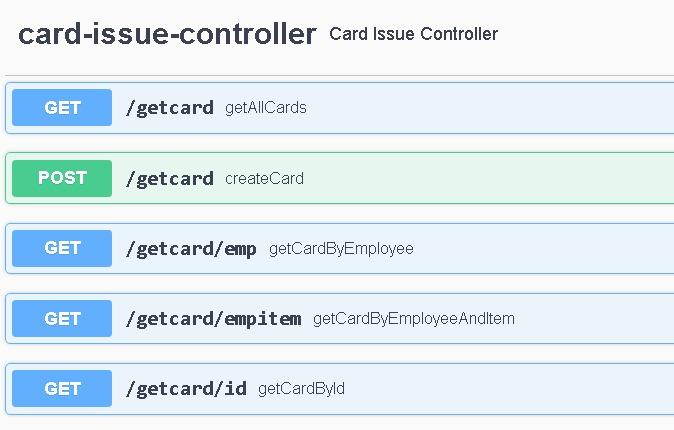 card-issue-controller Card Issue Controller
GET /getcard getAllCards
POST /getcard createCard
GET /getcard/emp getCardByEmployee
GET /getcard/empitem getCardByEmployeeAndItem
GET /getcard/id getCardById